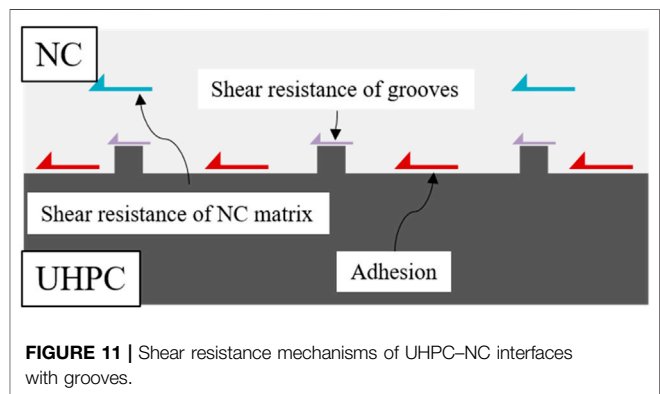 NC
Shear resistance of grooves
Shear resistance of NC matrix
Adhesion
UHPC
FIGURE 11 | Shear resistance mechanisms of UHPC–NC interfaces
with grooves.